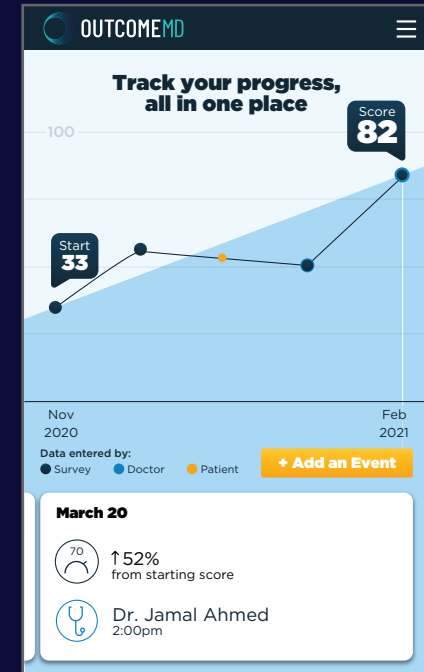 OUTCOMEMD
Track your progress,
all in one place
Score
82
100
Start
33
Nov
2020
Feb
2021
Data entered by:
Survey
Doctor
Patient
+ Add an Event
March 20
70
↑52%
from starting score
Dr. Jamal Ahmed
2:00pm